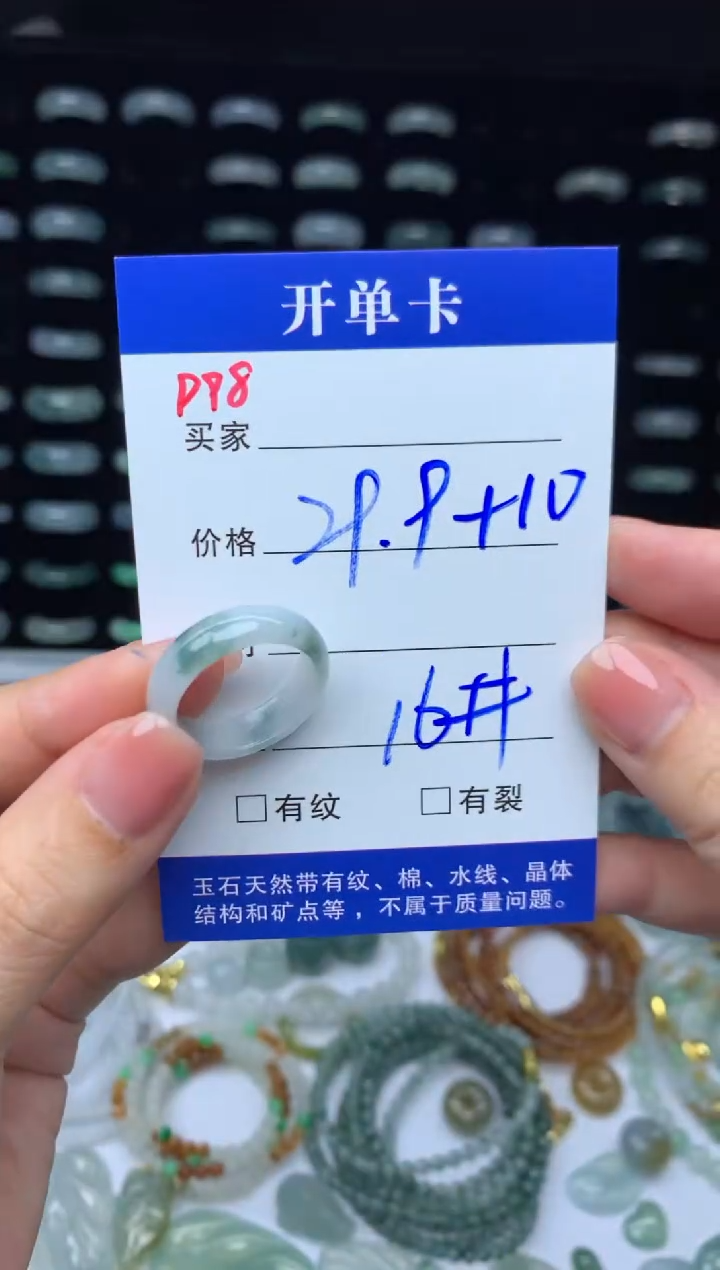 开单卡
D98
买家
价格 29.9+10
16#
□有纹 □有裂
玉石天然带有纹、棉、水线、晶体
结构和矿点等，不属于质量问题。